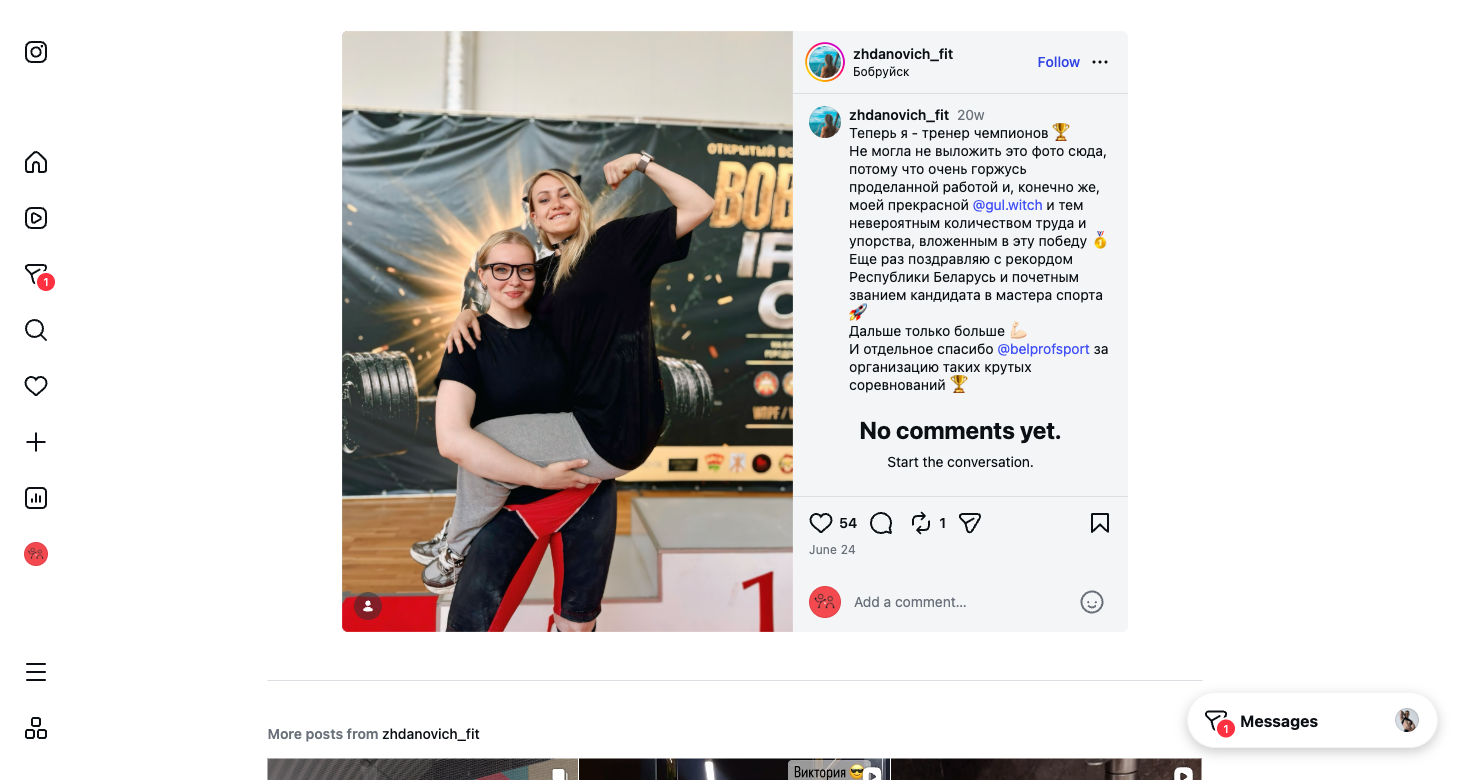 1
ОТКРЫТЫЙ
ВОВ
1
zhdanovich_fit
Бобруйск
Follow
zhdanovich_fit 20w
Теперь я - тренер чемпионов 🏆
Не могла не выложить это фото сюда,
потому что очень горжусь
проделанной работой и, конечно же,
моей прекрасной @gul.witch и тем
невероятным количеством труда и
упорства, вложенным в эту победу 🥇
Еще раз поздравляю с рекордом
Республики Беларусь и почетным
званием кандидата в мастера спорта
🚀
Дальше только больше 💪🏻
И отдельное спасибо @belprofsport за
организацию таких крутых
соревнований 🏆
No comments yet.
Start the conversation.
54 1
June 24
Add a comment...
More posts from zhdanovich_fit
Виктория 😎
1 Messages